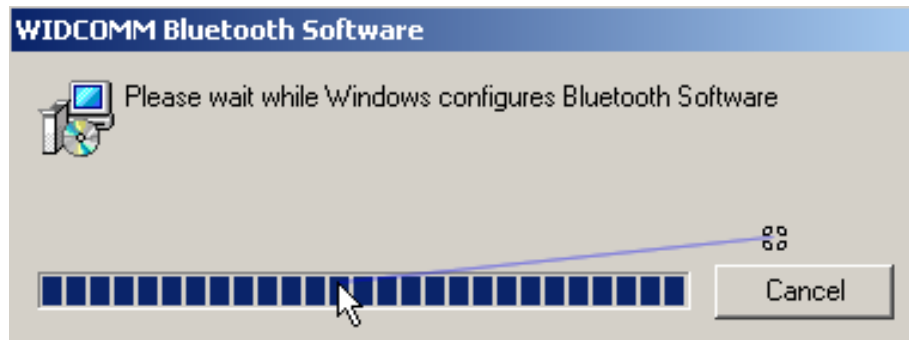 WIDCOMM Bluetooth Software
Please wait while Windows configures Bluetooth Software
Cancel